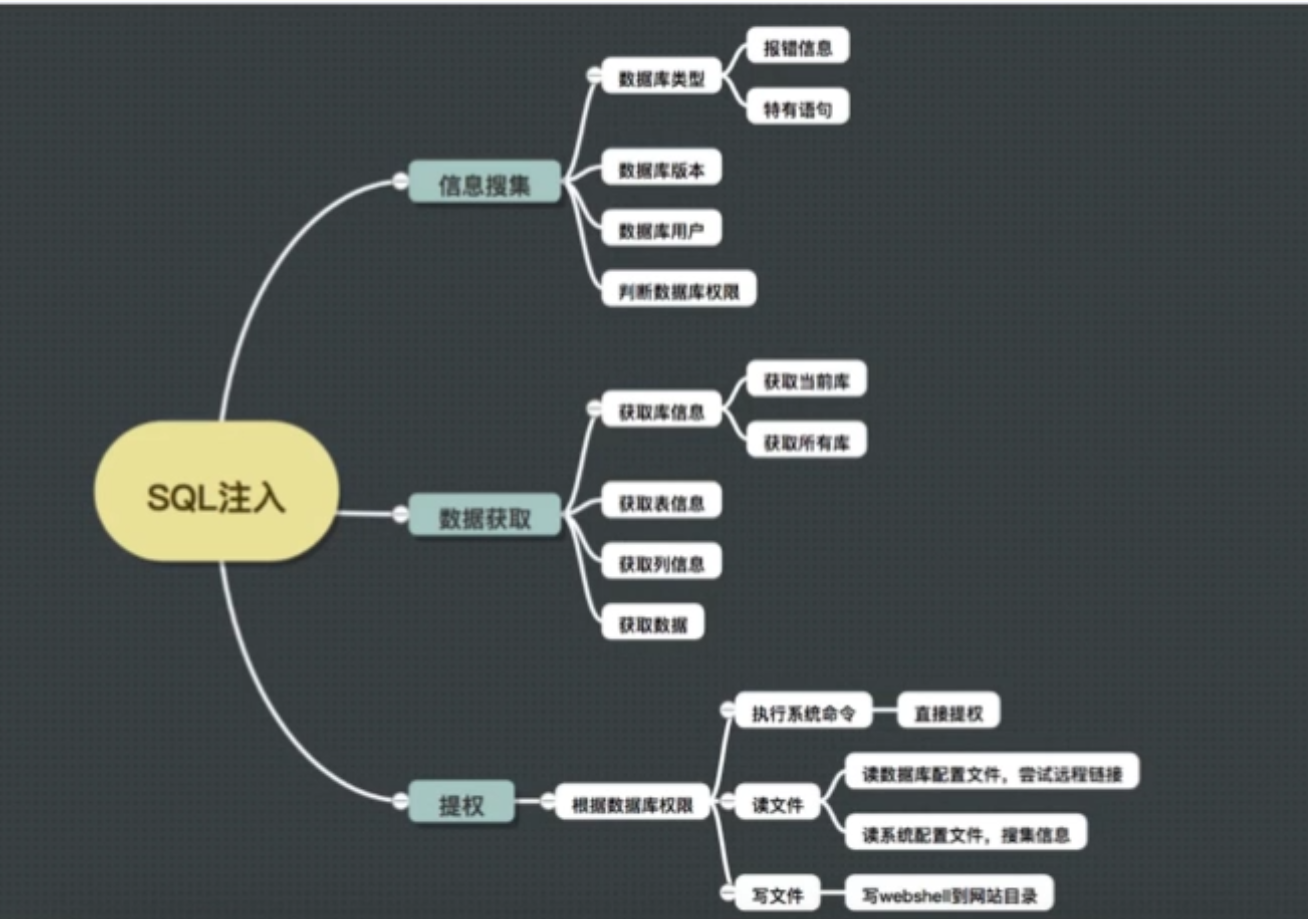 SQL注入
信息搜集
数据库类型
报错信息
特有语句
数据库版本
数据库用户
判断数据库权限
数据获取
获取库信息
获取当前库
获取所有库
获取表信息
获取列信息
获取数据
提权
根据数据库权限
执行系统命令
直接提权
读文件
读数据库配置文件，尝试远程链接
读系统配置文件，搜集信息
写文件
写webshell到网站目录